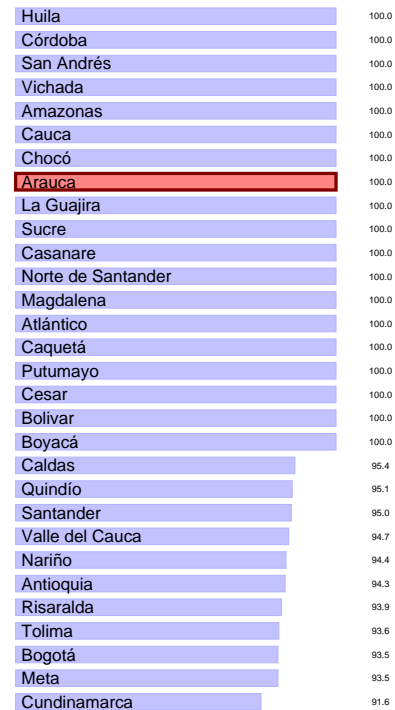 Huila 100.0
Córdoba 100.0
San Andrés 100.0
Vichada 100.0
Amazonas 100.0
Cauca 100.0
Chocó 100.0
Arauca 100.0
La Guajira 100.0
Sucre 100.0
Casanare 100.0
Norte de Santander 100.0
Magdalena 100.0
Atlántico 100.0
Caquetá 100.0
Putumayo 100.0
Cesar 100.0
Bolivar 100.0
Boyacá 100.0
Caldas 95.4
Quindío 95.1
Santander 95.0
Valle del Cauca 94.7
Nariño 94.4
Antioquia 94.3
Risaralda 93.9
Tolima 93.6
Bogotá 93.5
Meta 93.5
Cundinamarca 91.6